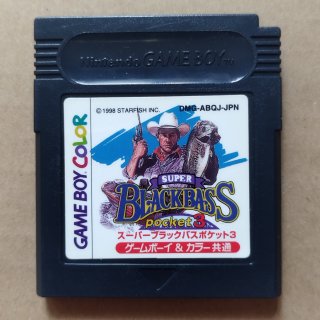 Nintendo GAME BOY™
© 1998 STARFISH INC.
DMG-ABQJ-JPN
GAME BOY COLOR
SUPER
BLACKBASS
pocket 3
スーパーブラックバスポケット3
ゲームボーイ & カラー共通